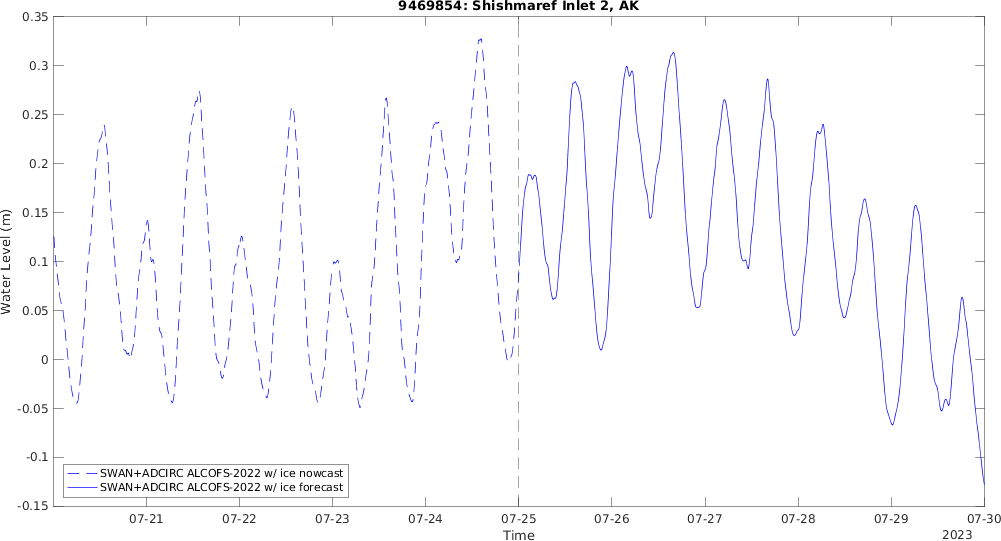 9469854: Shishmaref Inlet 2, AK
0.35
0.3
0.25
0.2
0.15
0.1
0.05
0
-0.05
-0.1
-0.15
Water Level (m)
SWAN+ADCIRC ALCOFS-2022 w/ ice nowcast
SWAN+ADCIRC ALCOFS-2022 w/ ice forecast
07-21 07-22 07-23 07-24 07-25 07-26 07-27 07-28 07-29 07-30
Time
2023